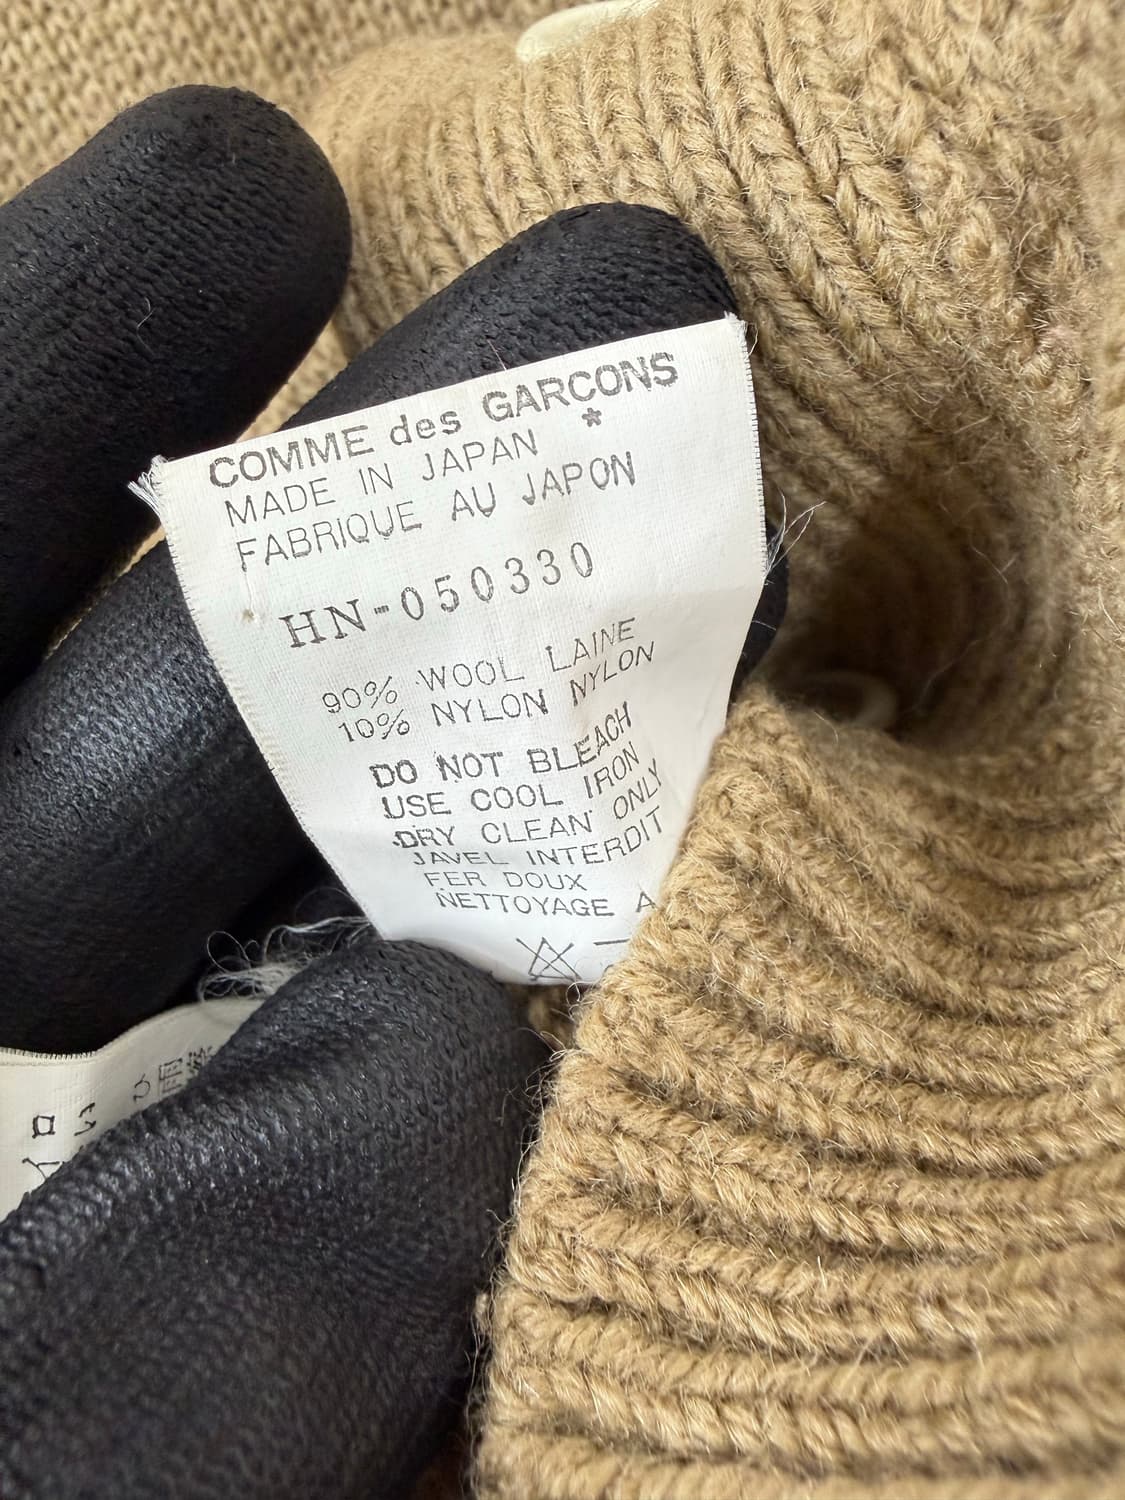 COMME des GARCONS
*
MADE IN JAPAN
FABRIQUE AU JAPON
HN-050330
90% WOOL LAINE
10% NYLON NYLON
DO NOT BLEACH
USE COOL IRON
DRY CLEAN ONLY
JAVEL INTERDIT
FER DOUX
NETTOYAGE A